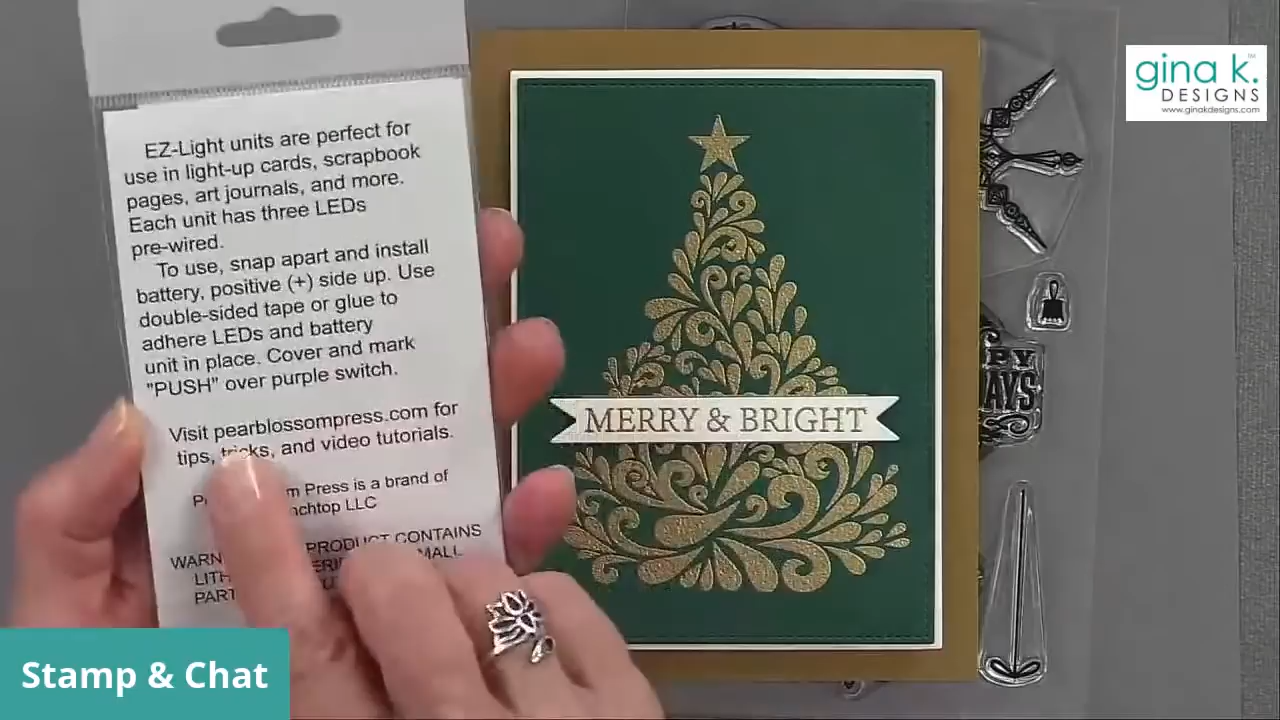 EZ-Light units are perfect for
use in light-up cards, scrapbook
pages, art journals, and more.
Each unit has three LEDs
pre-wired.
To use, snap apart and install
battery, positive (+) side up. Use
double-sided tape or glue to
adhere LEDs and battery
unit in place. Cover and mark
"PUSH" over purple switch.
Visit pearblossompress.com for
tips, tricks, and video tutorials.
Press is a brand of
LLC
PRODUCT CONTAINS
MERRY & BRIGHT
gina k.™
DESIGNS
www.ginakdesigns.com
Stamp & Chat